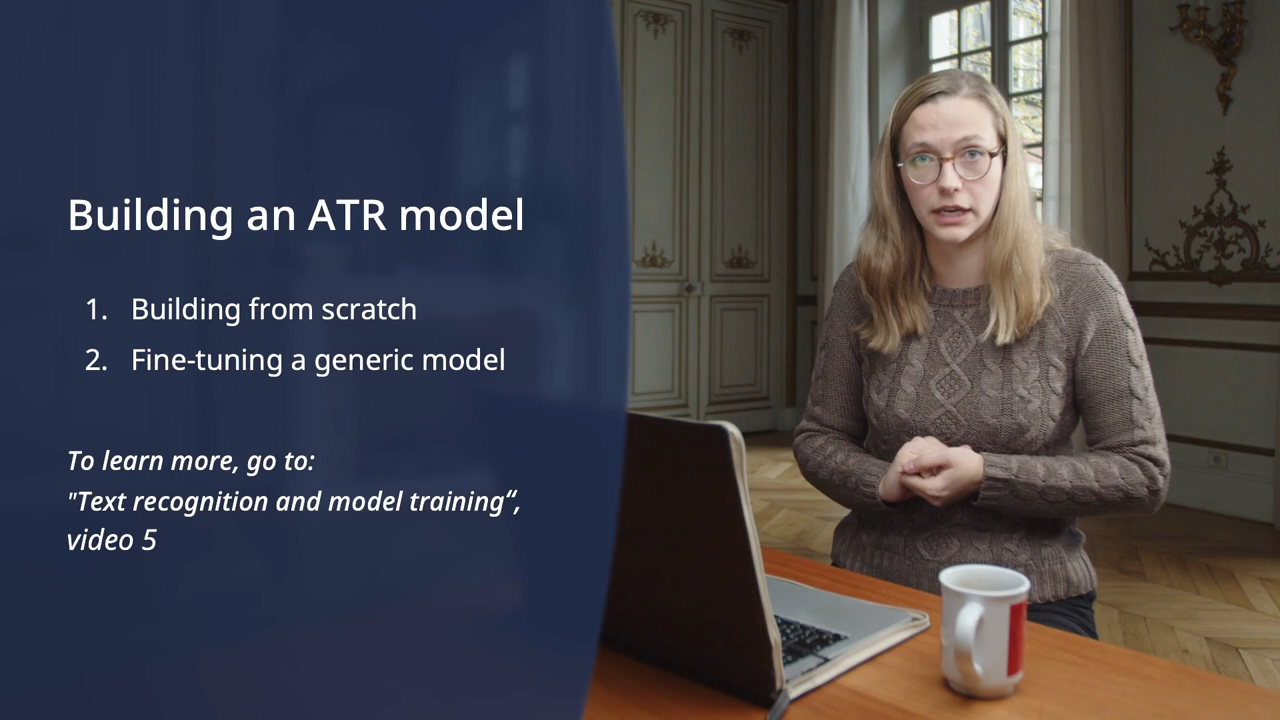 Building an ATR model
1. Building from scratch
2. Fine-tuning a generic model
To learn more, go to:
"Text recognition and model training“,
video 5